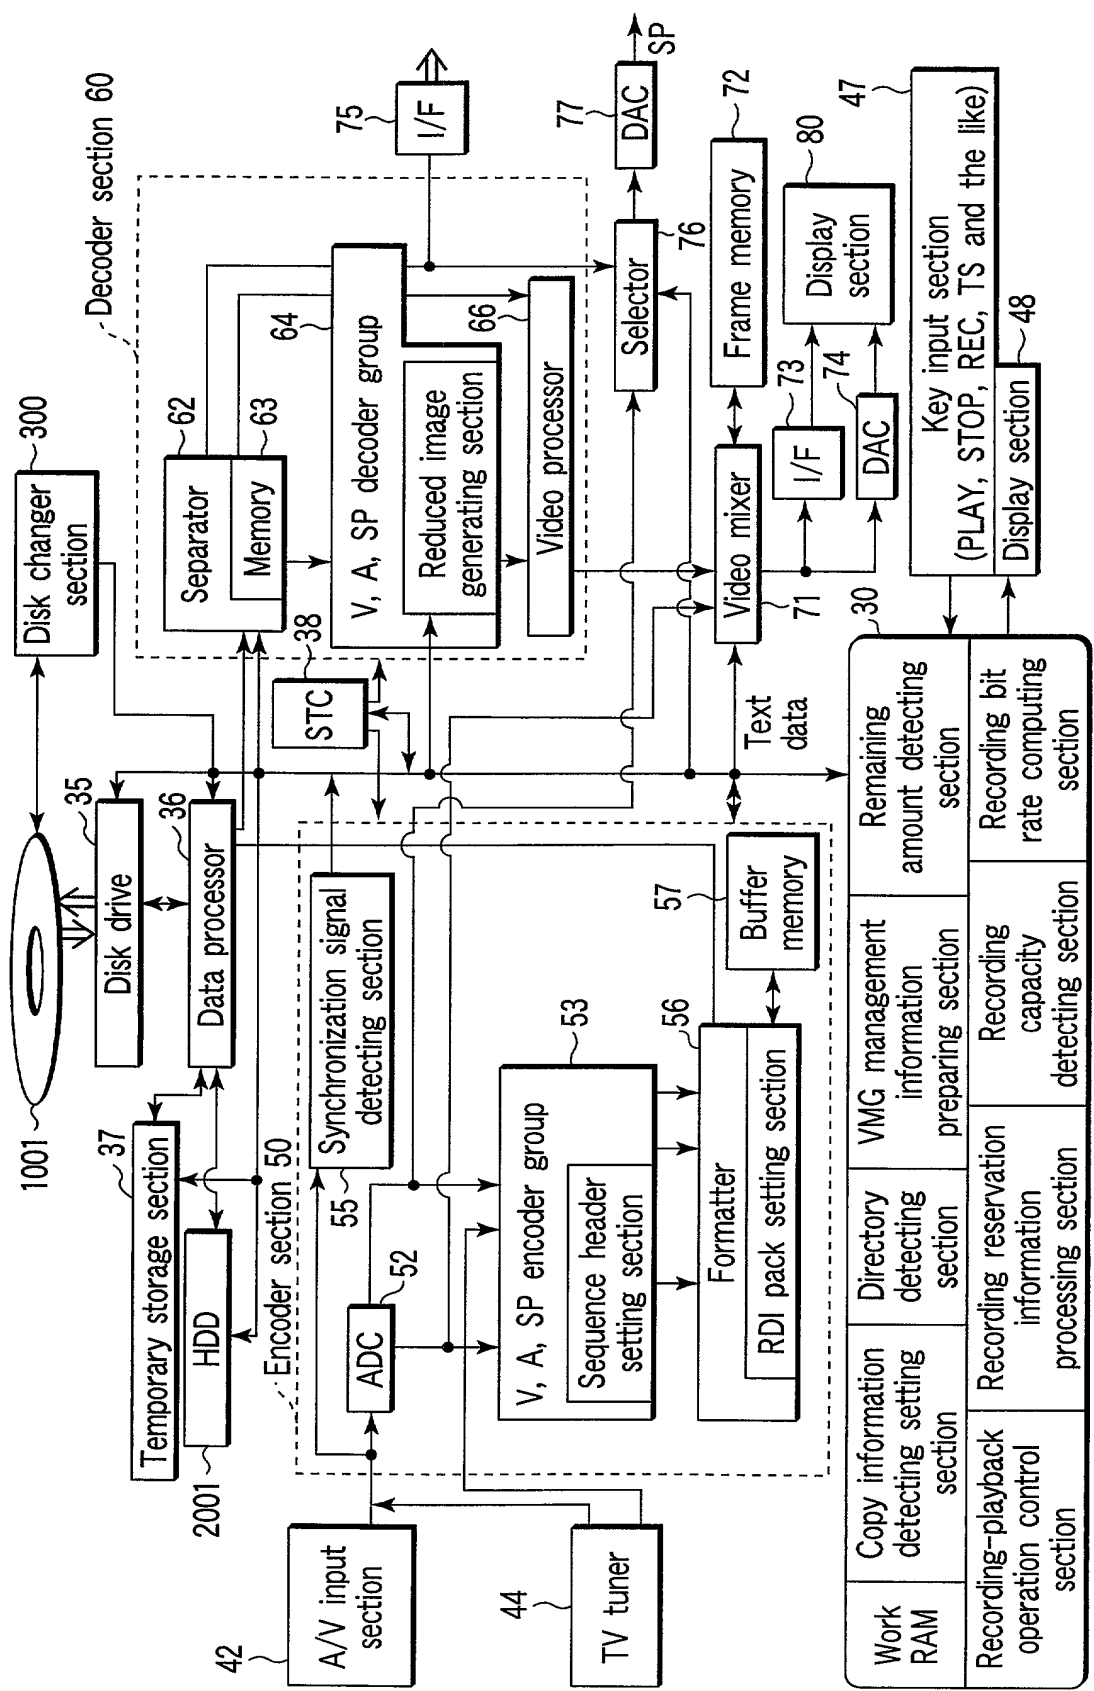 1001
Disk changer
section
300
Disk drive
35
Data processor
36
Temporary storage section
37
HDD
2001
Decoder section 60
Separator
62
Memory
63
V, A, SP decoder group
64
Reduced image
generating section
Video processor
66
I/F
75
STC
38
Encoder section 50
Synchronization signal
detecting section
55
ADC
52
V, A, SP encoder group
53
Sequence header
setting section
Formatter
56
RDI pack setting section
Buffer
memory
57
A/V input
section
42
TV tuner
44
Selector
76
DAC
77
SP
Frame memory
72
Video mixer
71
Text
data
I/F
73
DAC
74
Display
section
80
Key input section
(PLAY, STOP, REC, TS and the like)
47
Display section
48
30
Work
RAM
Copy information
detecting setting
section
Directory
detecting
section
VMG management
information
preparing section
Remaining
amount detecting
section
Recording-playback
operation control
section
Recording reservation
information
processing section
Recording
capacity
detecting section
Recording bit
rate computing
section